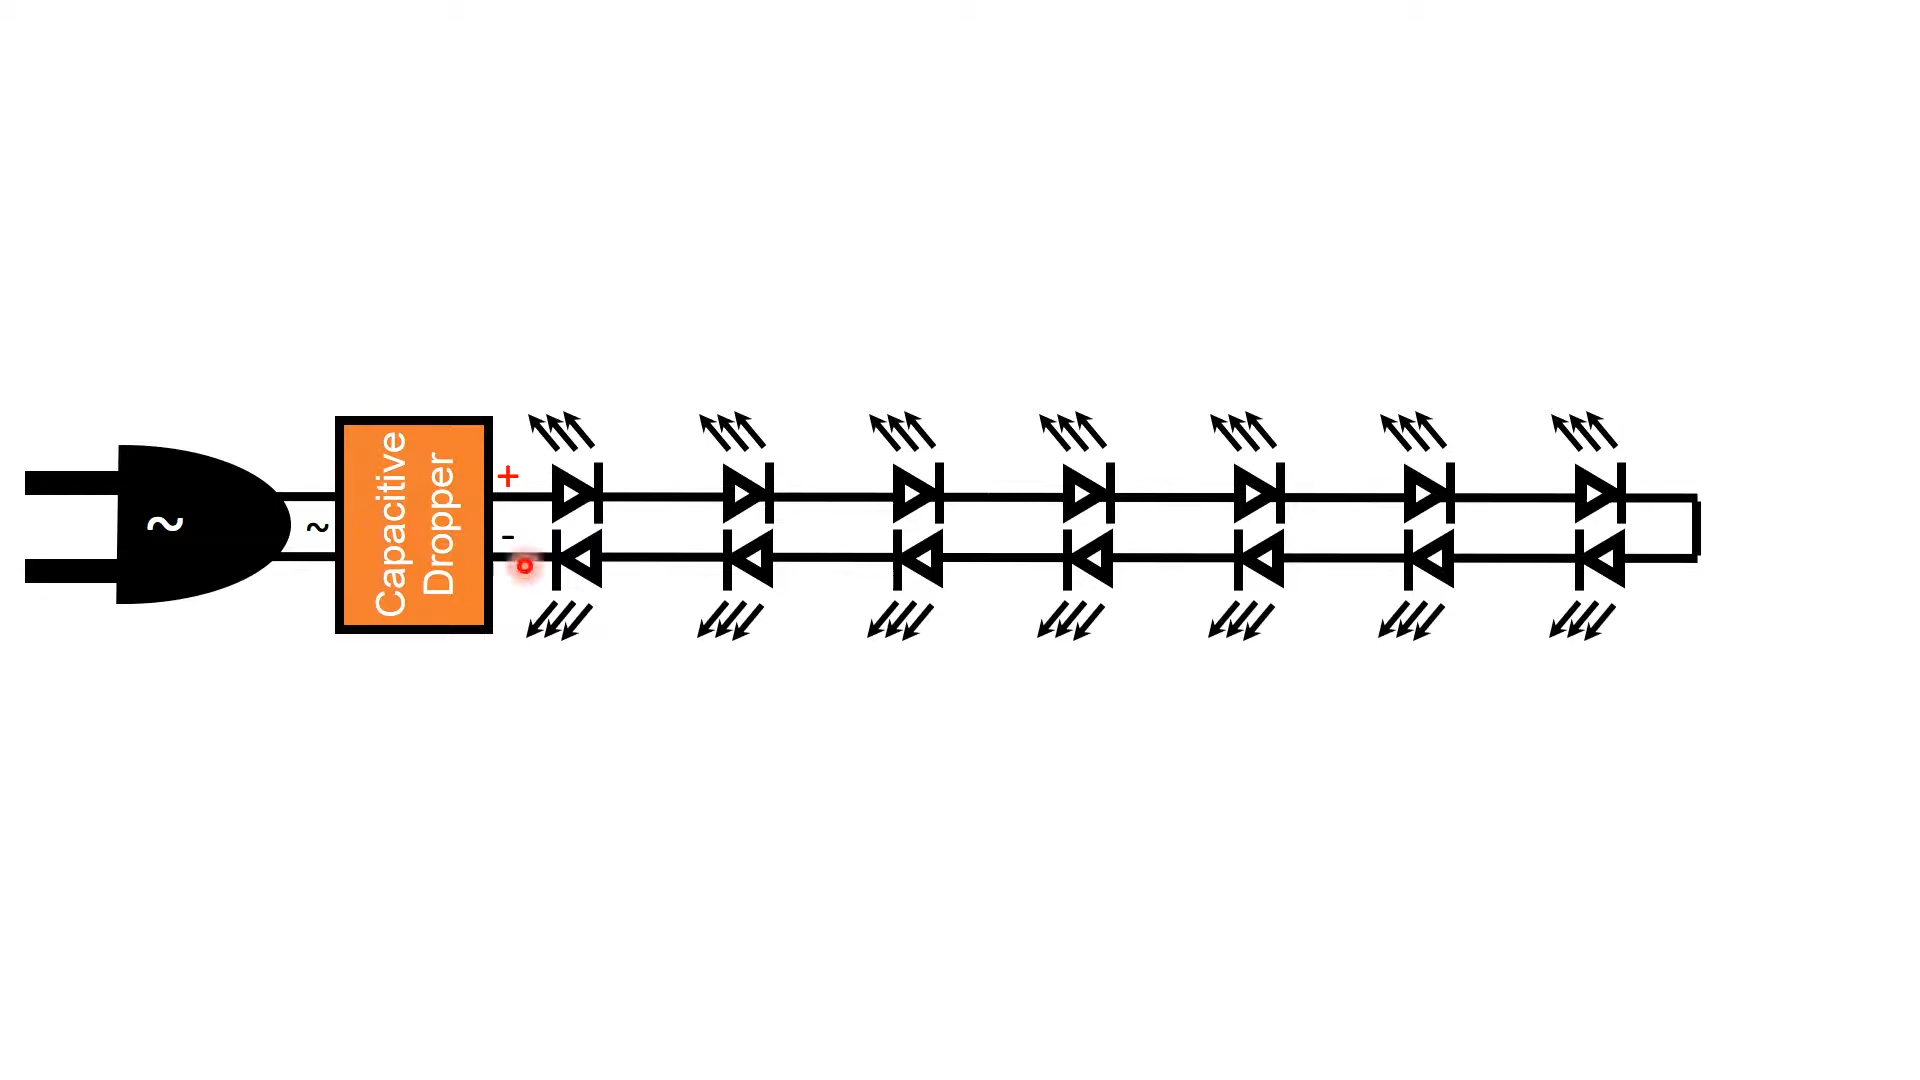 ~
~
Capacitive
Dropper
+
-